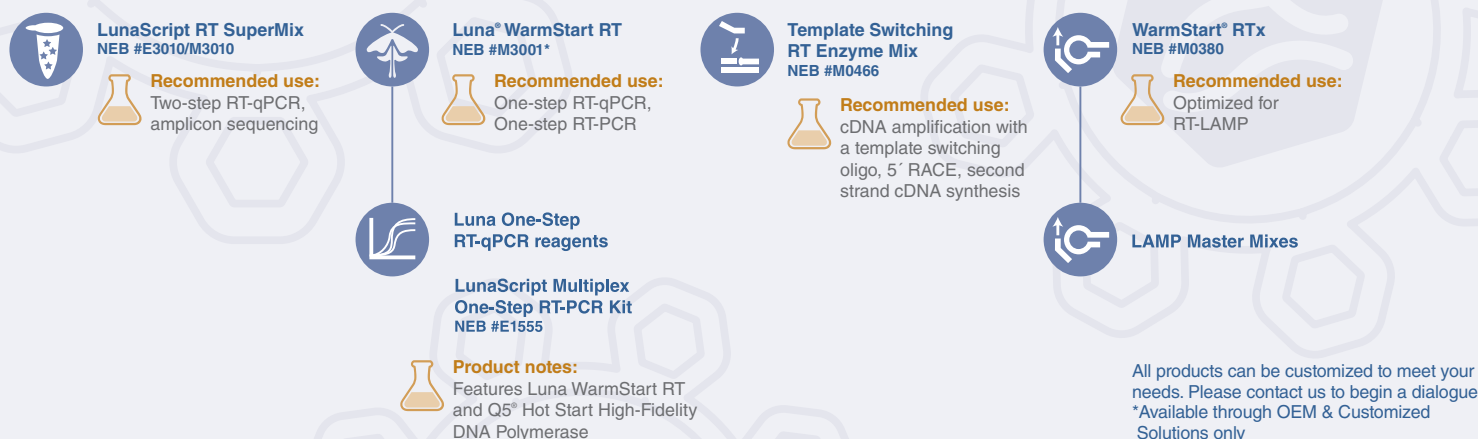 LunaScript RT SuperMix
NEB #E3010/M3010
Recommended use:
Two-step RT-qPCR,
amplicon sequencing
Luna® WarmStart RT
NEB #M3001*
Recommended use:
One-step RT-qPCR,
One-step RT-PCR
Luna One-Step
RT-qPCR reagents
LunaScript Multiplex
One-Step RT-PCR Kit
NEB #E1555
Product notes:
Features Luna WarmStart RT
and Q5® Hot Start High-Fidelity
DNA Polymerase
Template Switching
RT Enzyme Mix
NEB #M0466
Recommended use:
cDNA amplification with
a template switching
oligo, 5´ RACE, second
strand cDNA synthesis
WarmStart® RTx
NEB #M0380
Recommended use:
Optimized for
RT-LAMP
LAMP Master Mixes
All products can be customized to meet your
needs. Please contact us to begin a dialogue
*Available through OEM & Customized
Solutions only